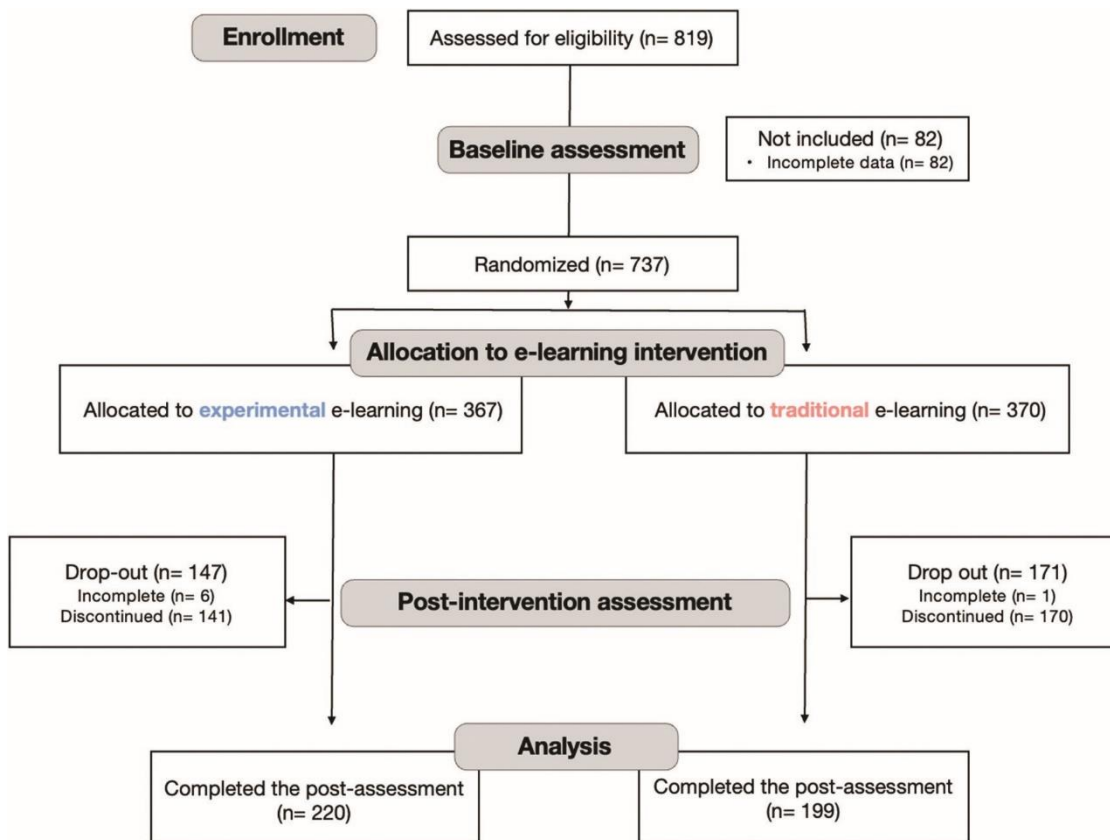 Enrollment
Assessed for eligibility (n= 819)
Baseline assessment
Not included (n= 82)
• Incomplete data (n= 82)
Randomized (n= 737)
Allocation to e-learning intervention
Allocated to experimental e-learning (n= 367)
Allocated to traditional e-learning (n= 370)
Drop-out (n= 147)
Incomplete (n= 6)
Discontinued (n= 141)
Post-intervention assessment
Drop out (n= 171)
Incomplete (n= 1)
Discontinued (n= 170)
Analysis
Completed the post-assessment
(n= 220)
Completed the post-assessment
(n= 199)